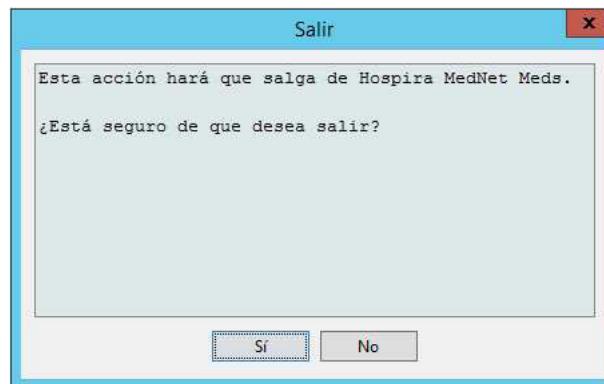 Salir
x
Esta acción hará que salga de Hospira MedNet Meds.
¿Está seguro de que desea salir?
Sí No